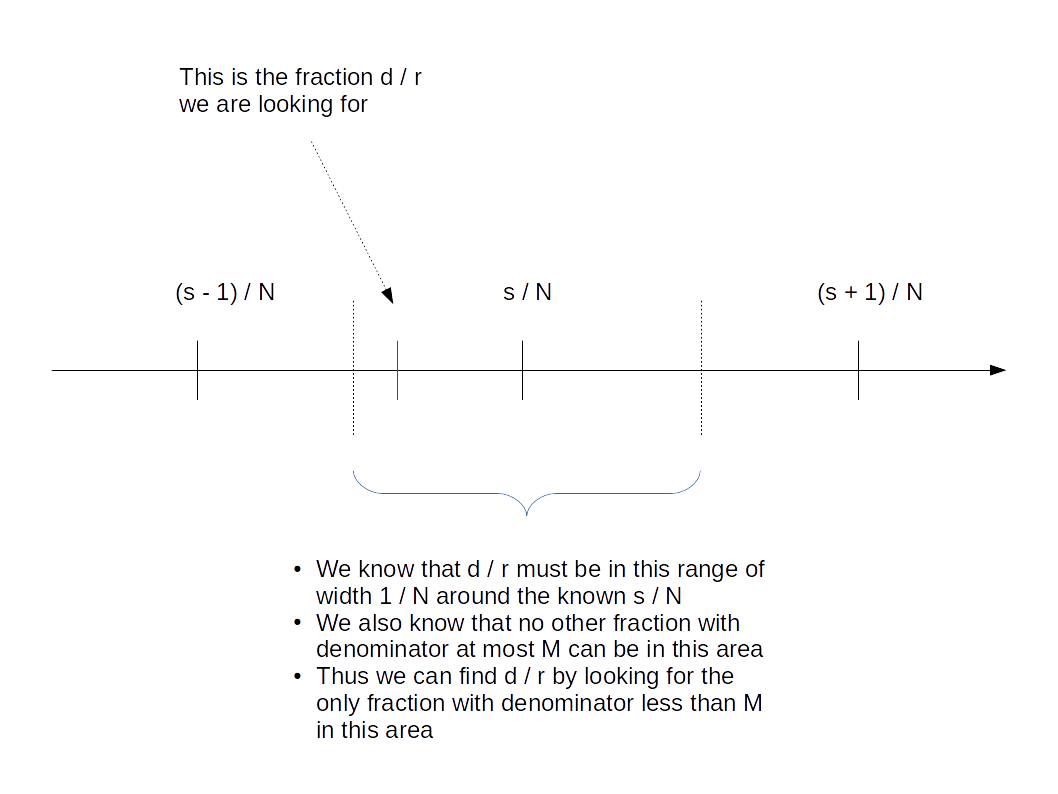 This is the fraction d / r
we are looking for
(s - 1) / N
s / N
(s + 1) / N
• We know that d / r must be in this range of
width 1 / N around the known s / N
• We also know that no other fraction with
denominator at most M can be in this area
• Thus we can find d / r by looking for the
only fraction with denominator less than M
in this area